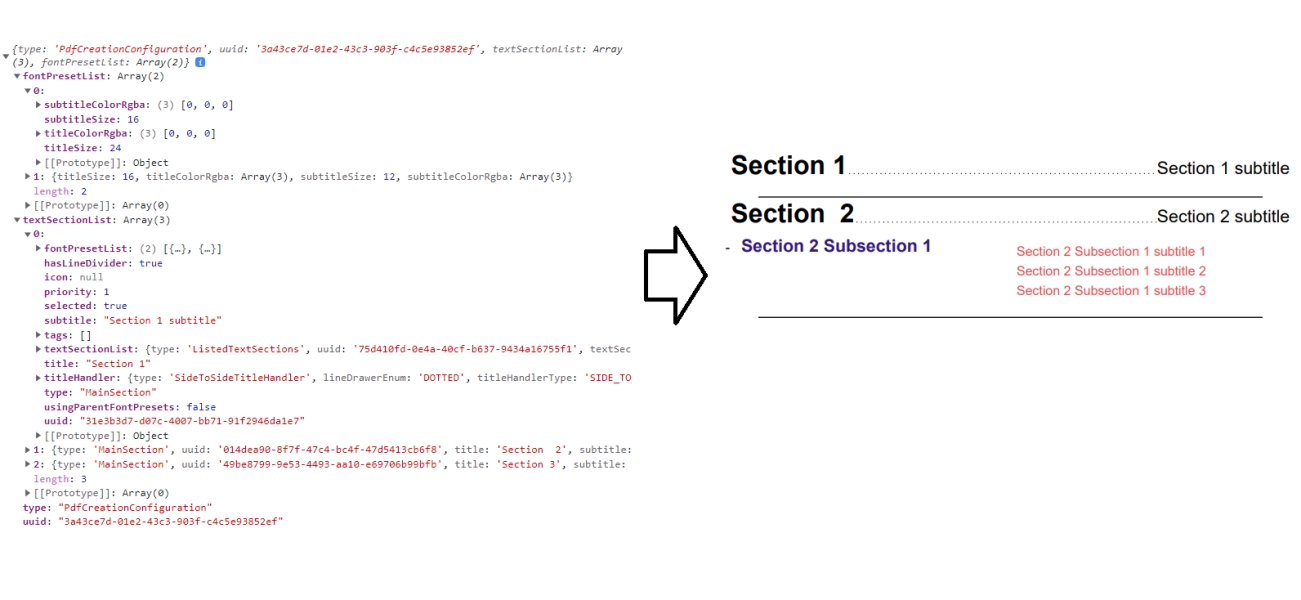 {type: 'PdfCreationConfiguration', uuid: '3a43ce7d-01e2-43c3-903f-c4c5e93852ef', textSectionList: Array
(3), fontPresetList: Array(2)} i
fontPresetList: Array(2)
0:
subtitleColorRgba: (3) [0, 0, 0]
subtitleSize: 16
titleColorRgba: (3) [0, 0, 0]
titleSize: 24
[[Prototype]]: Object
1: {titleSize: 16, titleColorRgba: Array(3), subtitleSize: 12, subtitleColorRgba: Array(3)}
length: 2
[[Prototype]]: Array(0)
textSectionList: Array(3)
0:
fontPresetList: (2) [{…}, {…}]
hasLineDivider: true
icon: null
priority: 1
selected: true
subtitle: "Section 1 subtitle"
tags: []
textSectionList: {type: 'ListedTextSections', uuid: '75d410fd-0e4a-40cf-b637-9434a16755f1', textSec
title: "Section 1"
titleHandler: {type: 'SideToSideTitleHandler', lineDrawerEnum: 'DOTTED', titleHandlerType: 'SIDE_TO
type: "MainSection"
usingParentFontPresets: false
uuid: "31e3b3d7-d07c-4007-bb71-91f2946da1e7"
[[Prototype]]: Object
1: {type: 'MainSection', uuid: '014dea90-8f7f-47c4-bc4f-47d5413cb6f8', title: 'Section  2', subtitle:
2: {type: 'MainSection', uuid: '49be8799-9e53-4493-aa10-e69706b99bfb', title: 'Section 3', subtitle:
length: 3
[[Prototype]]: Array(0)
type: "PdfCreationConfiguration"
uuid: "3a43ce7d-01e2-43c3-903f-c4c5e93852ef"
Section 1 Section 1 subtitle
Section  2 Section 2 subtitle
- Section 2 Subsection 1 Section 2 Subsection 1 subtitle 1
Section 2 Subsection 1 subtitle 2
Section 2 Subsection 1 subtitle 3